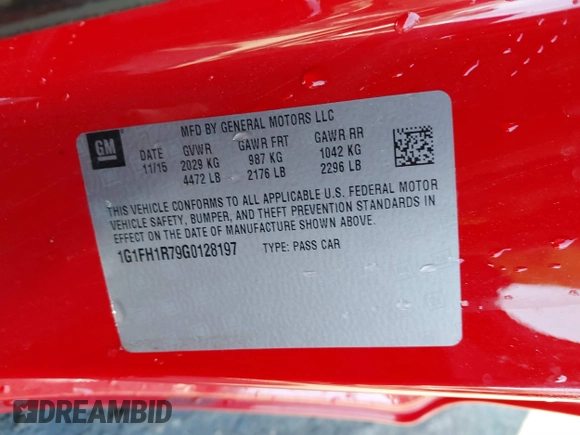 MFD BY GENERAL MOTORS LLC
GM
DATE GVWR GAWR FRT GAWR RR
11/15 2029 KG 987 KG 1042 KG
4472 LB 2176 LB 2296 LB
THIS VEHICLE CONFORMS TO ALL APPLICABLE U.S. FEDERAL MOTOR
VEHICLE SAFETY, BUMPER, AND THEFT PREVENTION STANDARDS IN
EFFECT ON THE DATE OF MANUFACTURE SHOWN ABOVE.
1G1FH1R79G0128197 TYPE: PASS CAR
DREAMBID